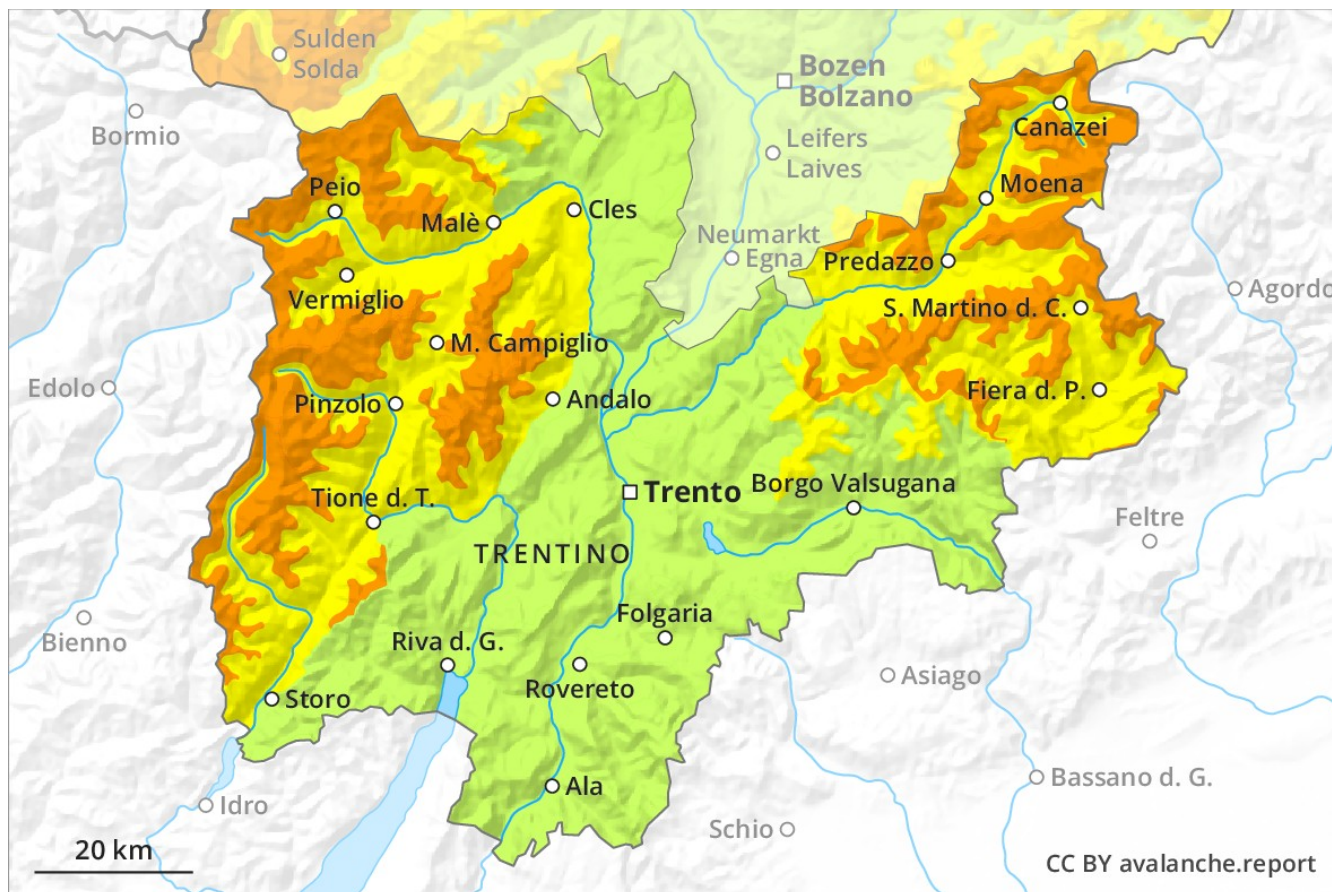 Sulden
Solda
Bozen
Bolzano
Bormio
Canazei
Leifers
Laives
Peio
Moena
Malè
Cles
Neumarkt
Egna
Predazzo
Vermiglio
Agordo
S. Martino d. C.
M. Campiglio
Edolo
Fiera d. P.
Pinzolo
Andalo
Trento
Borgo Valsugana
Tione d. T.
Feltre
TRENTINO
Bienno
Folgaria
Riva d. G.
Asiago
Rovereto
Storo
Bassano d. G.
Ala
Idro
Schio
20 km
CC BY avalanche.report